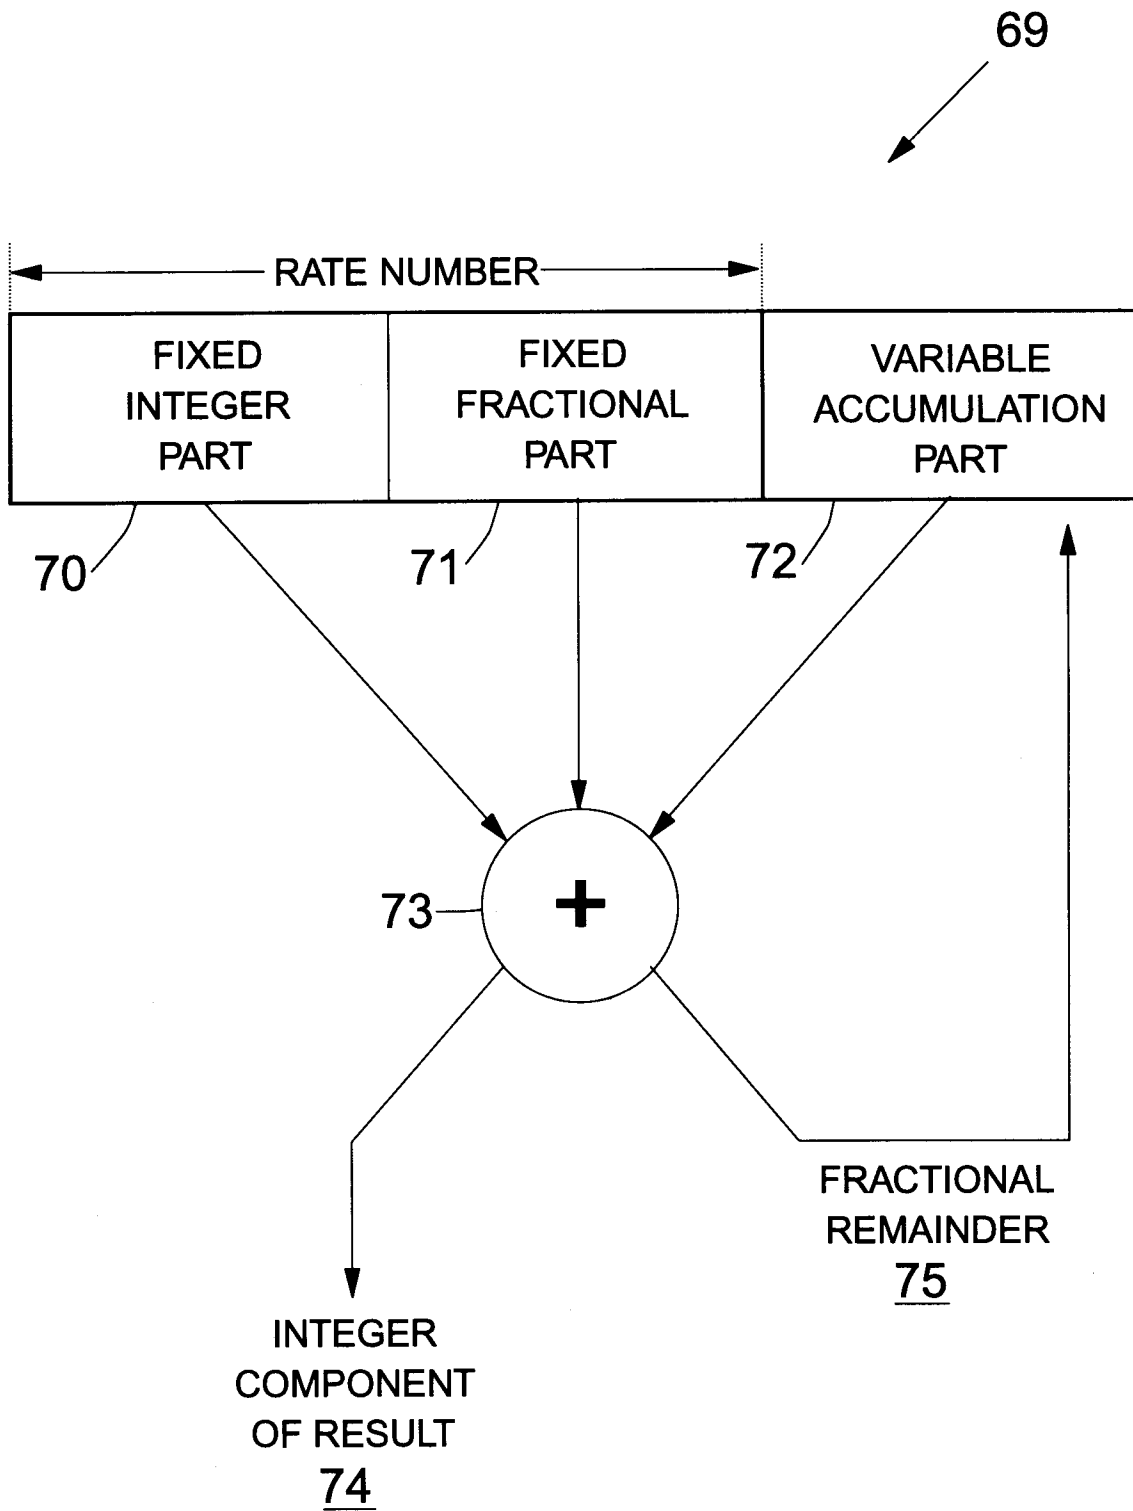 69
RATE NUMBER
FIXED
INTEGER
PART
FIXED
FRACTIONAL
PART
VARIABLE
ACCUMULATION
PART
70
71
72
73
+
FRACTIONAL
REMAINDER
75
INTEGER
COMPONENT
OF RESULT
74